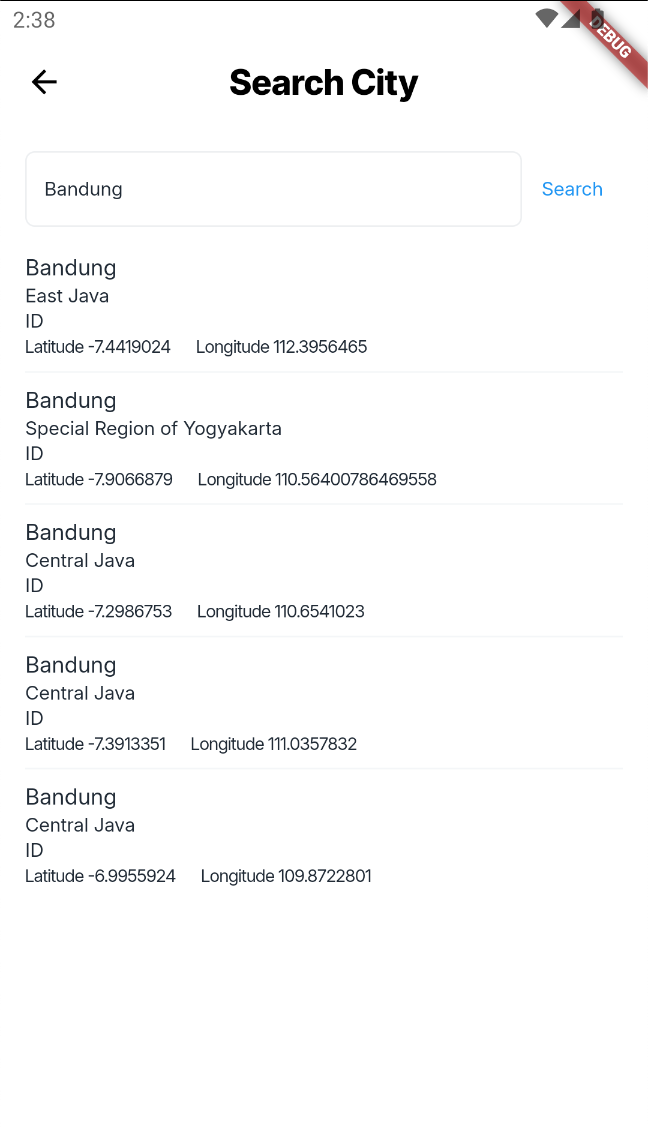 2:38
DEBUG
Search City
Bandung
Search
Bandung
East Java
ID
Latitude -7.4419024 Longitude 112.3956465
Bandung
Special Region of Yogyakarta
ID
Latitude -7.9066879 Longitude 110.56400786469558
Bandung
Central Java
ID
Latitude -7.2986753 Longitude 110.6541023
Bandung
Central Java
ID
Latitude -7.3913351 Longitude 111.0357832
Bandung
Central Java
ID
Latitude -6.9955924 Longitude 109.8722801